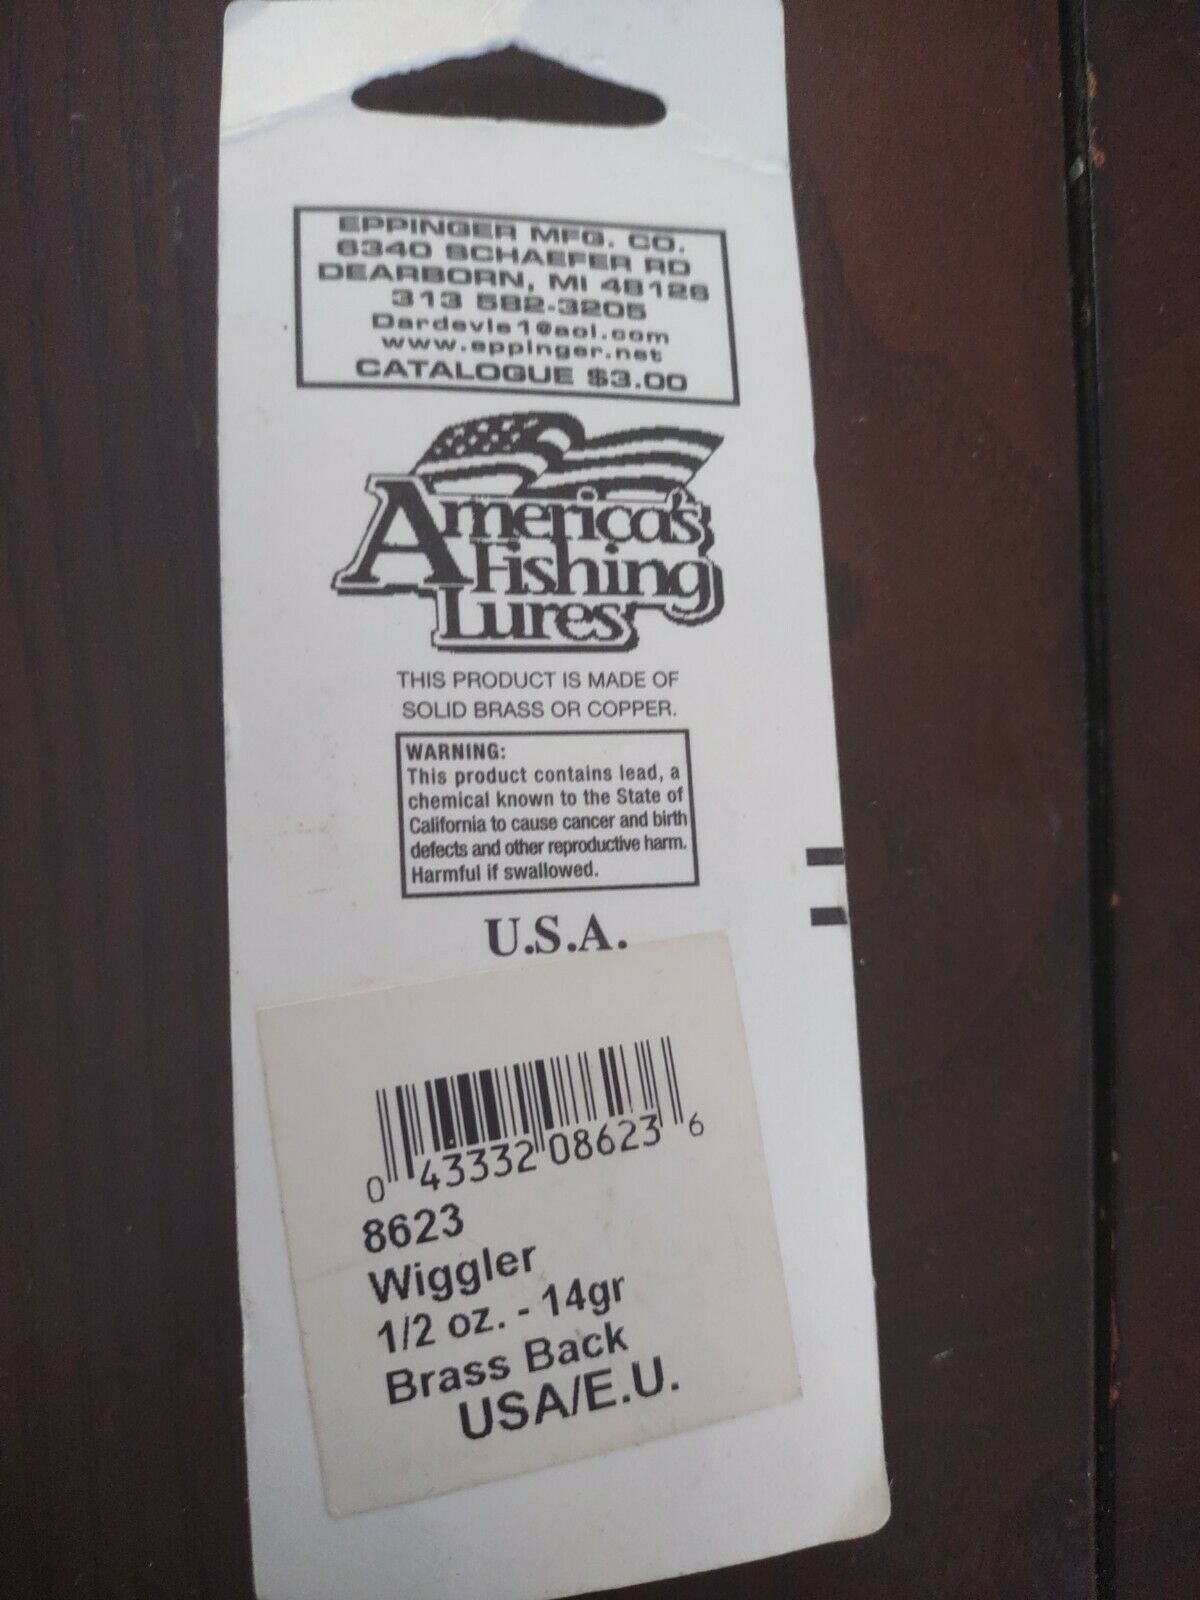 EPPINGER MFG. CO.
6340 SCHAEFER RD
DEARBORN, MI 48126
313 582-3205
Dardevle1@aol.com
www.eppinger.net
CATALOGUE $3.00
America's
Fishing
Lures
THIS PRODUCT IS MADE OF
SOLID BRASS OR COPPER.
WARNING:
This product contains lead, a
chemical known to the State of
California to cause cancer and birth
defects and other reproductive harm.
Harmful if swallowed.
U.S.A.
0 43332 08623 6
8623
Wiggler
1/2 oz. - 14gr
Brass Back
USA/E.U.